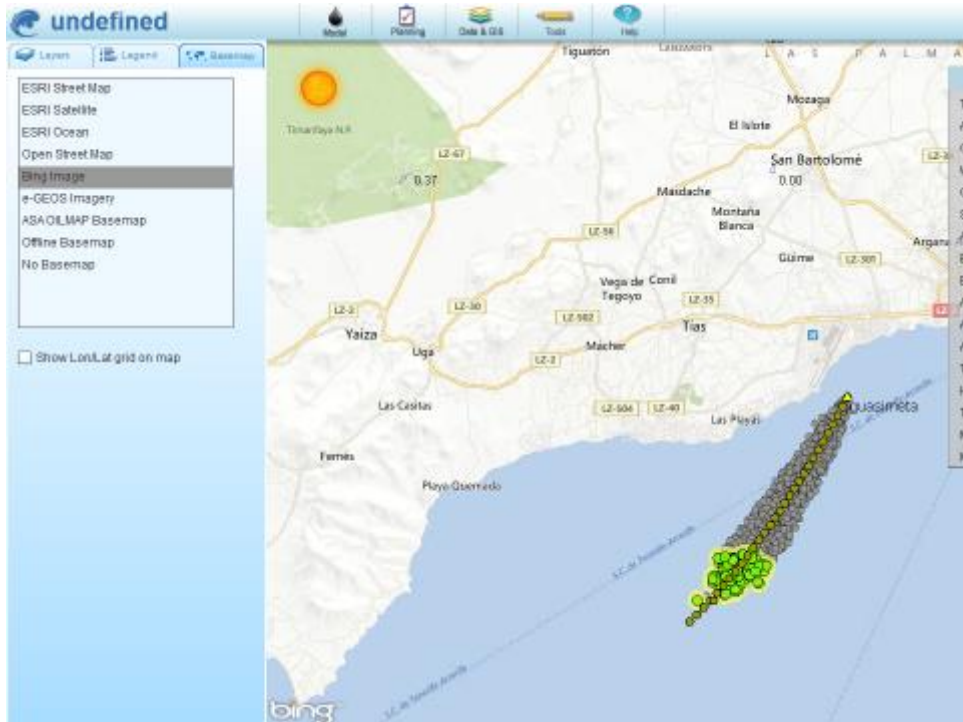 undefined
Model
Planning
Data & GIS
Tools
Help
Layers
Legend
Basemap
ESRI Street Map
ESRI Satellite
ESRI Ocean
Open Street Map
Bing Image
e-GEOS Imagery
ASA OILMAP Basemap
Offline Basemap
No Basemap
Show Lon/Lat grid on map
Tiguatón
L A S P A L M A
Mozaga
Timanfaya N.P.
El Islote
LZ-67
San Bartolomé
0.37
0.00
Masdache
Montaña
Blanca
LZ-56
Güime
LZ-301
Vega de
Tegoyo
Conil
LZ-2
LZ-30
LZ-502
LZ-35
Yaiza
Tías
Uga
Macher
LZ-2
Las Casitas
LZ-504
LZ-40
Las Playas
guasimeta
Femés
Playa Quemada
bing